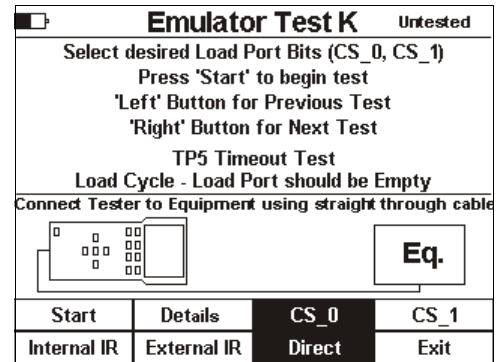 Emulator Test K Untested
Select desired Load Port Bits (CS_0, CS_1)
Press 'Start' to begin test
'Left' Button for Previous Test
'Right' Button for Next Test
TP5 Timeout Test
Load Cycle - Load Port should be Empty
Connect Tester to Equipment using straight through cable
Eq.
Start Details CS_0 CS_1
Internal IR External IR Direct Exit